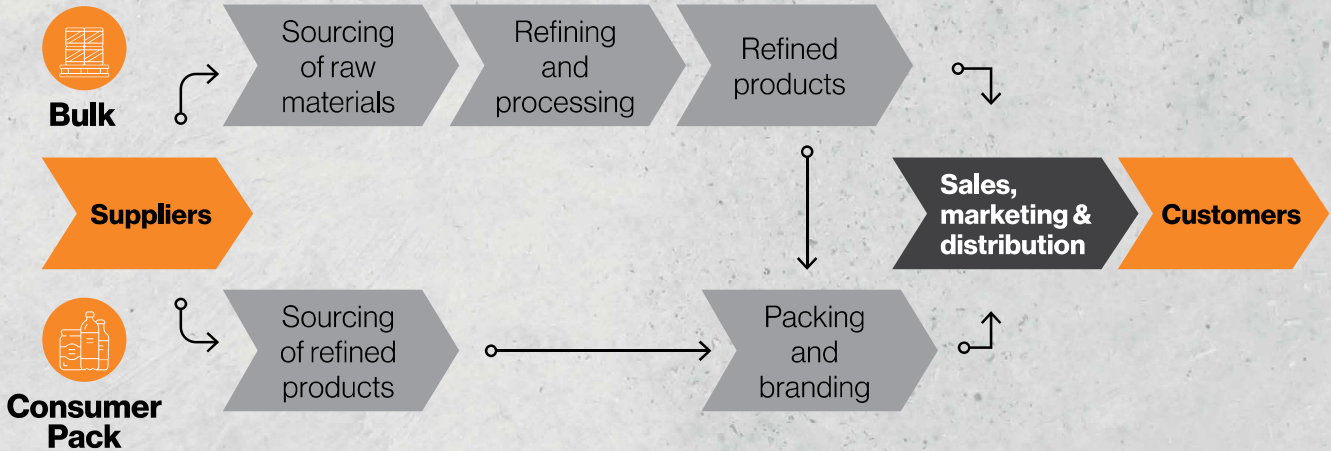 Bulk
Sourcing
of raw
materials
Refining
and
processing
Refined
products
Suppliers
Sales,
marketing &
distribution
Customers
Consumer
Pack
Sourcing
of refined
products
Packing
and
branding